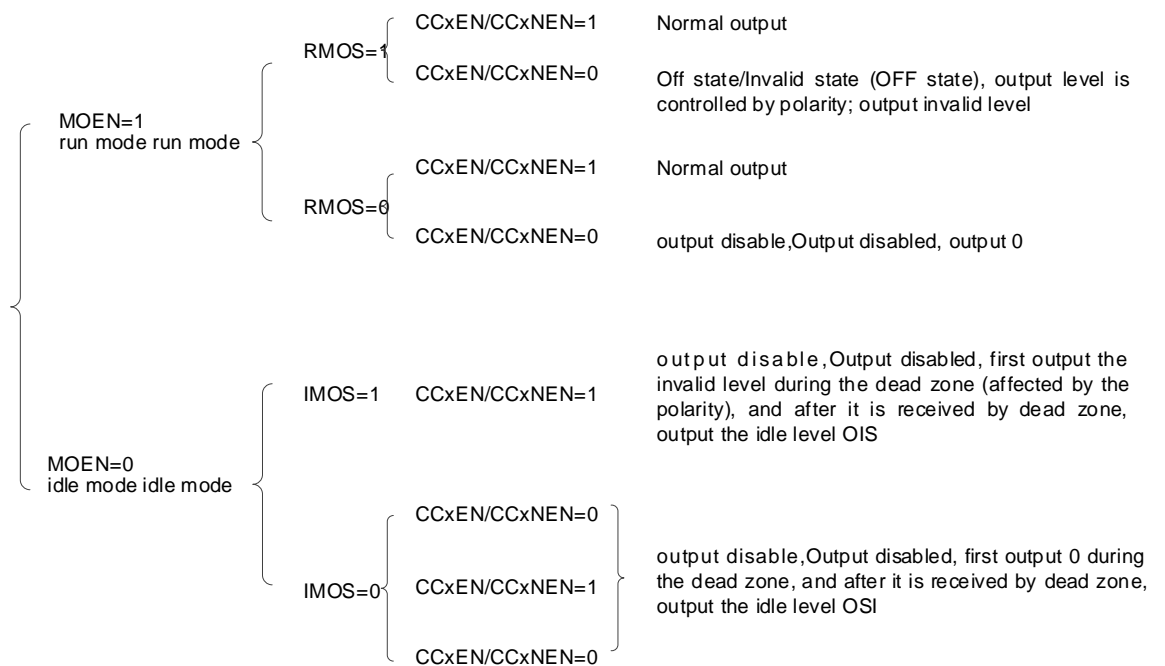 CCxEN/CCxNEN=1 Normal output
RMOS=1
CCxEN/CCxNEN=0 Off state/Invalid state (OFF state), output level is
controlled by polarity; output invalid level
MOEN=1
run mode run mode
CCxEN/CCxNEN=1 Normal output
RMOS=0
CCxEN/CCxNEN=0 output disable,Output disabled, output 0
output disable,Output disabled, first output the
invalid level during the dead zone (affected by the
IMOS=1 CCxEN/CCxNEN=1
polarity), and after it is received by dead zone,
output the idle level OIS
MOEN=0
idle mode idle mode
CCxEN/CCxNEN=0
output disable,Output disabled, first output 0 during
the dead zone, and after it is received by dead zone,
output the idle level OSI
IMOS=0 CCxEN/CCxNEN=1
CCxEN/CCxNEN=0